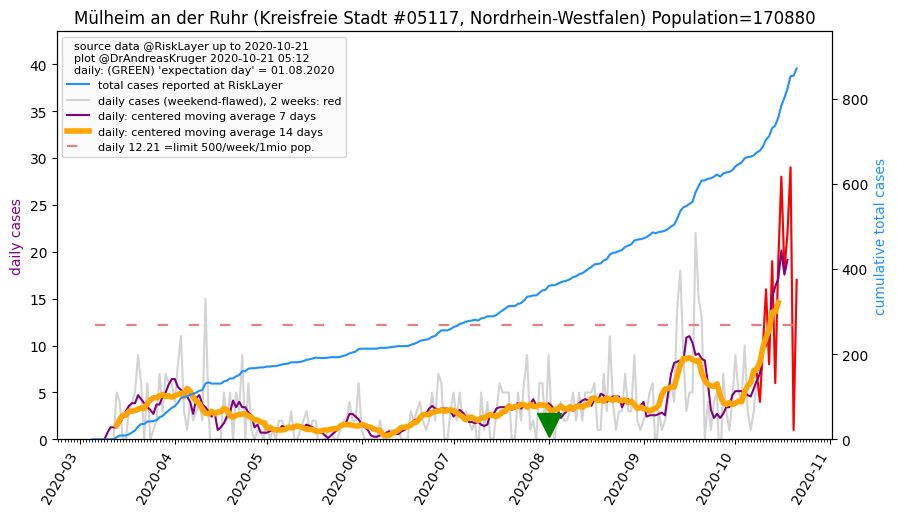 Mülheim an der Ruhr (Kreisfreie Stadt #05117, Nordrhein-Westfalen) Population=170880
source data @RiskLayer up to 2020-10-21
plot @DrAndreasKruger 2020-10-21 05:12
daily: (GREEN) 'expectation day' = 01.08.2020
total cases reported at RiskLayer
daily cases (weekend-flawed), 2 weeks: red
daily: centered moving average 7 days
daily: centered moving average 14 days
daily 12.21 =limit 500/week/1mio pop.
daily cases
40
35
30
25
20
15
10
5
0
800
600
400
200
0
cumulative total cases
2020-03
2020-04
2020-05
2020-06
2020-07
2020-08
2020-09
2020-10
2020-11